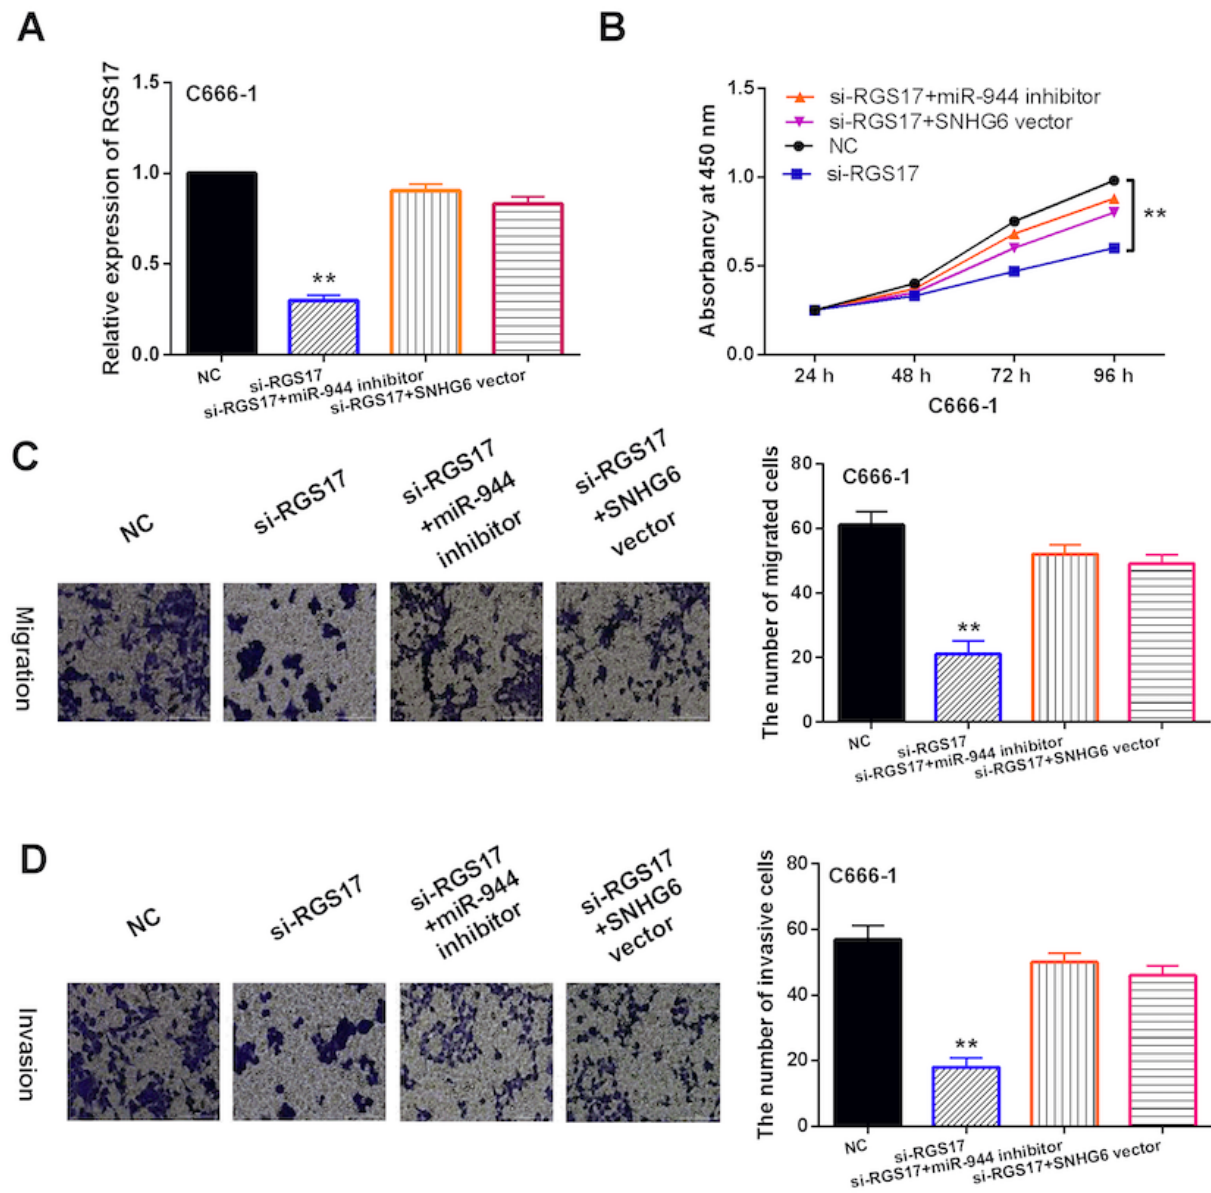 A
Relative expression of RGS17
C666-1
1.5
1.0
0.5
0.0
**
NC
si-RGS17
si-RGS17+miR-944 inhibitor
si-RGS17+SNHG6 vector
B
Absorbancy at 450 nm
1.5
1.0
0.5
0.0
si-RGS17+miR-944 inhibitor
si-RGS17+SNHG6 vector
NC
si-RGS17
**
24 h 48 h 72 h 96 h
C666-1
C
NC
si-RGS17
si-RGS17
+miR-944
inhibitor
si-RGS17
+SNHG6
vector
Migration
The number of migrated cells
C666-1
80
60
40
20
0
**
NC
si-RGS17
si-RGS17+miR-944 inhibitor
si-RGS17+SNHG6 vector
D
NC
si-RGS17
si-RGS17
+miR-944
inhibitor
si-RGS17
+SNHG6
vector
Invasion
The number of invasive cells
C666-1
80
60
40
20
0
**
NC
si-RGS17
si-RGS17+miR-944 inhibitor
si-RGS17+SNHG6 vector